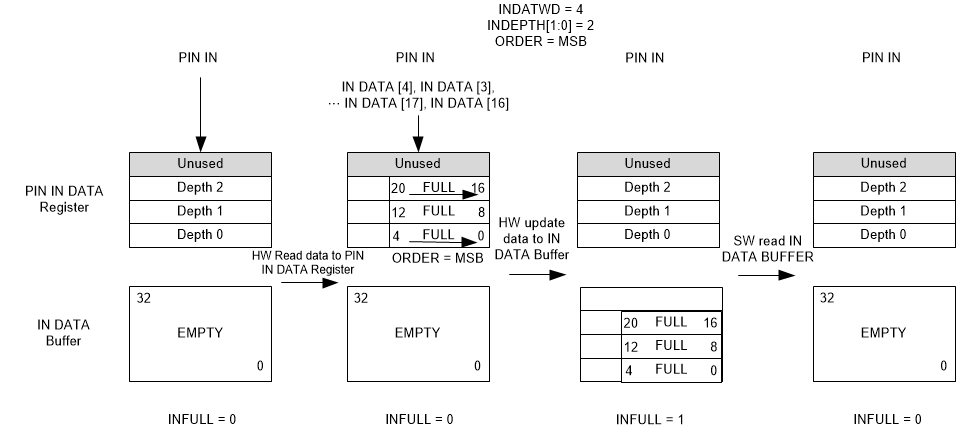 INDATWD = 4
INDEPTH[1:0] = 2
ORDER = MSB
PIN IN
PIN IN
PIN IN
PIN IN
IN DATA [4], IN DATA [3],
··· IN DATA [17], IN DATA [16]
PIN IN DATA
Register
Unused
Depth 2
Depth 1
Depth 0
HW Read data to PIN
IN DATA Register
Unused
20 FULL 16
12 FULL 8
4 FULL 0
ORDER = MSB
HW update
data to IN
DATA Buffer
Unused
Depth 2
Depth 1
Depth 0
SW read IN
DATA BUFFER
Unused
Depth 2
Depth 1
Depth 0
IN DATA
Buffer
32
EMPTY
0
32
EMPTY
0
20 FULL 16
12 FULL 8
4 FULL 0
32
EMPTY
0
INFULL = 0
INFULL = 0
INFULL = 1
INFULL = 0